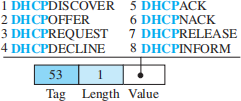 1 DHCPDISCOVER 5 DHCPACK
2 DHCPOFFER 6 DHCPNACK
3 DHCPREQUEST 7 DHCPRELEASE
4 DHCPDECLINE 8 DHCPINFORM
53 1
Tag Length Value